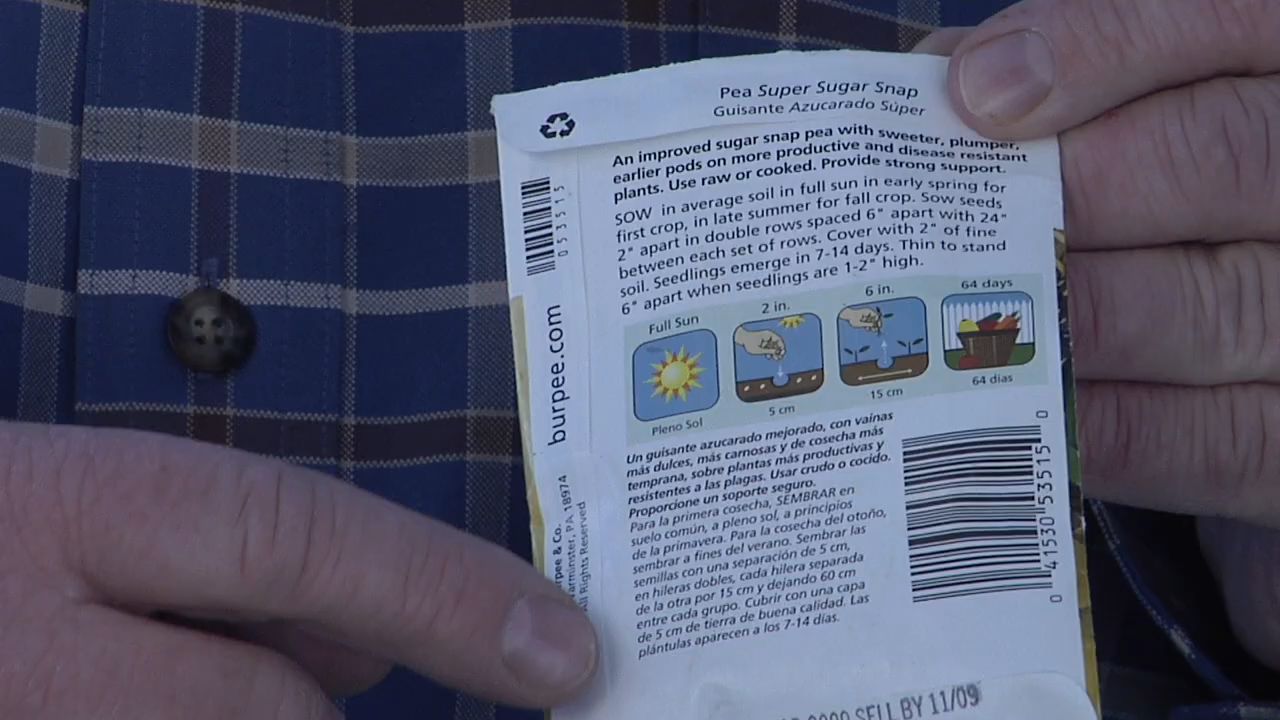 Pea Super Sugar Snap
Guisante Azucarado Súper
An improved sugar snap pea with sweeter, plumper,
earlier pods on more productive and disease resistant
plants. Use raw or cooked. Provide strong support.
SOW in average soil in full sun in early spring for
first crop, in late summer for fall crop. Sow seeds
2" apart in double rows spaced 6" apart with 24"
between each set of rows. Cover with 2" of fine
soil. Seedlings emerge in 7-14 days. Thin to stand
6" apart when seedlings are 1-2" high.
Full Sun
2 in.
6 in.
64 days
Pleno Sol
5 cm
15 cm
64 dias
Un guisante azucarado mejorado, con vainas
más dulces, más carnosas y de cosecha más
temprana, sobre plantas más productivas y
resistentes a las plagas. Usar crudo o cocido.
Proporcione un soporte seguro.
Para la primera cosecha, SEMBRAR en
suelo común, a pleno sol, a principios
de la primavera. Para la cosecha del otoño,
sembrar a fines del verano. Sembrar las
semillas con una separación de 5 cm,
en hileras dobles, cada hilera separada
de la otra por 15 cm y dejando 60 cm
entre cada grupo. Cubrir con una capa
de 5 cm de tierra de buena calidad. Las
plántulas aparecen a los 7-14 días.
053515
burpee.com
rpee & Co.
arminster, PA 18974
All Rights Reserved
0 41530 53515 0
SELL BY 11/09